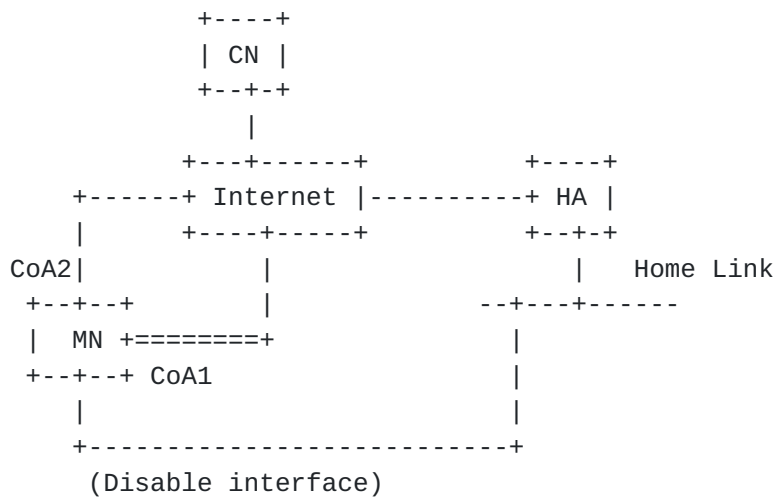 CN
Internet
HA
CoA2
Home Link
MN
CoA1
(Disable interface)